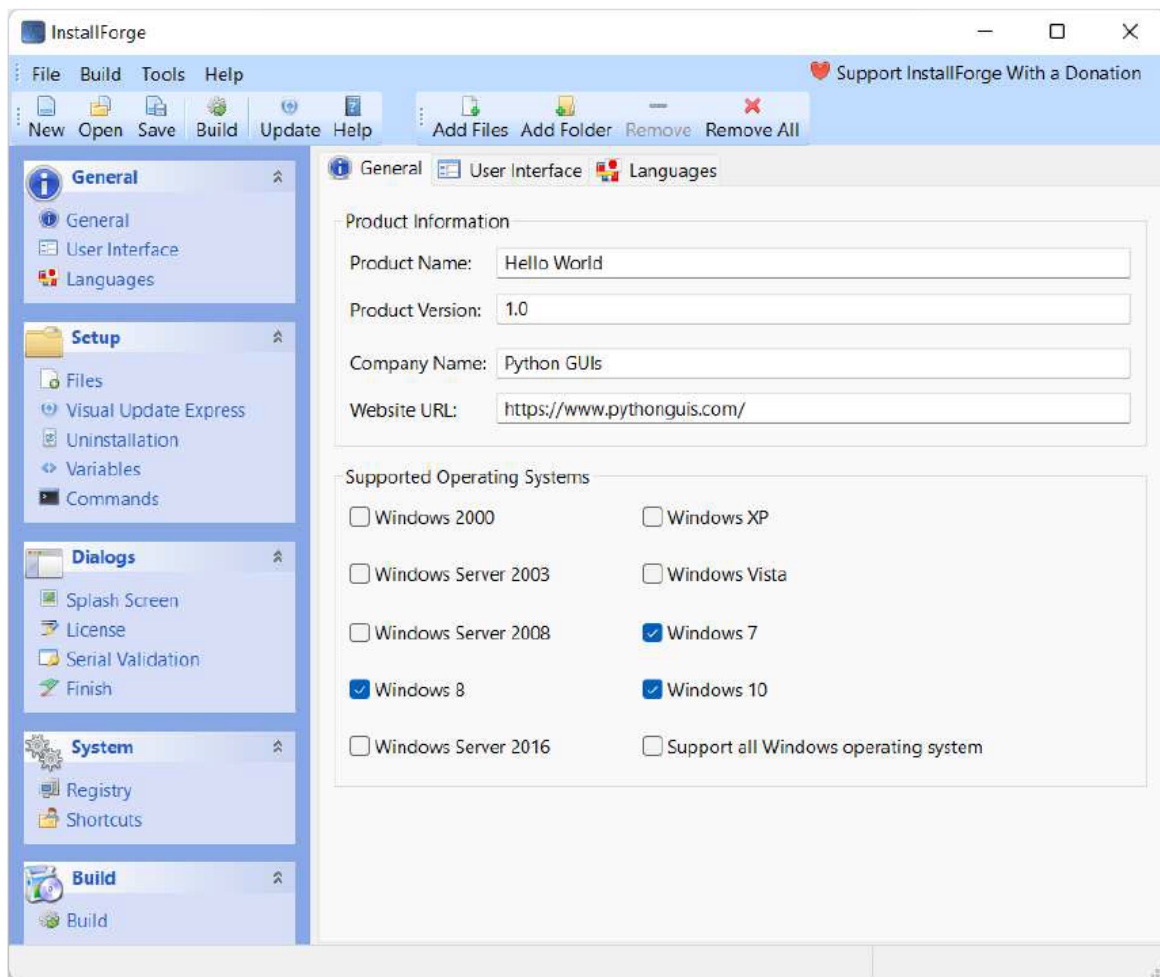 InstallForge
File Build Tools Help
Support InstallForge With a Donation
New Open Save Build Update Help
Add Files Add Folder Remove Remove All
General
General
User Interface
Languages
Setup
Files
Visual Update Express
Uninstallation
Variables
Commands
Dialogs
Splash Screen
License
Serial Validation
Finish
System
Registry
Shortcuts
Build
Build
General User Interface Languages
Product Information
Product Name: Hello World
Product Version: 1.0
Company Name: Python GUIs
Website URL: https://www.pythonguis.com/
Supported Operating Systems
Windows 2000 Windows XP
Windows Server 2003 Windows Vista
Windows Server 2008 Windows 7
Windows 8 Windows 10
Windows Server 2016 Support all Windows operating system